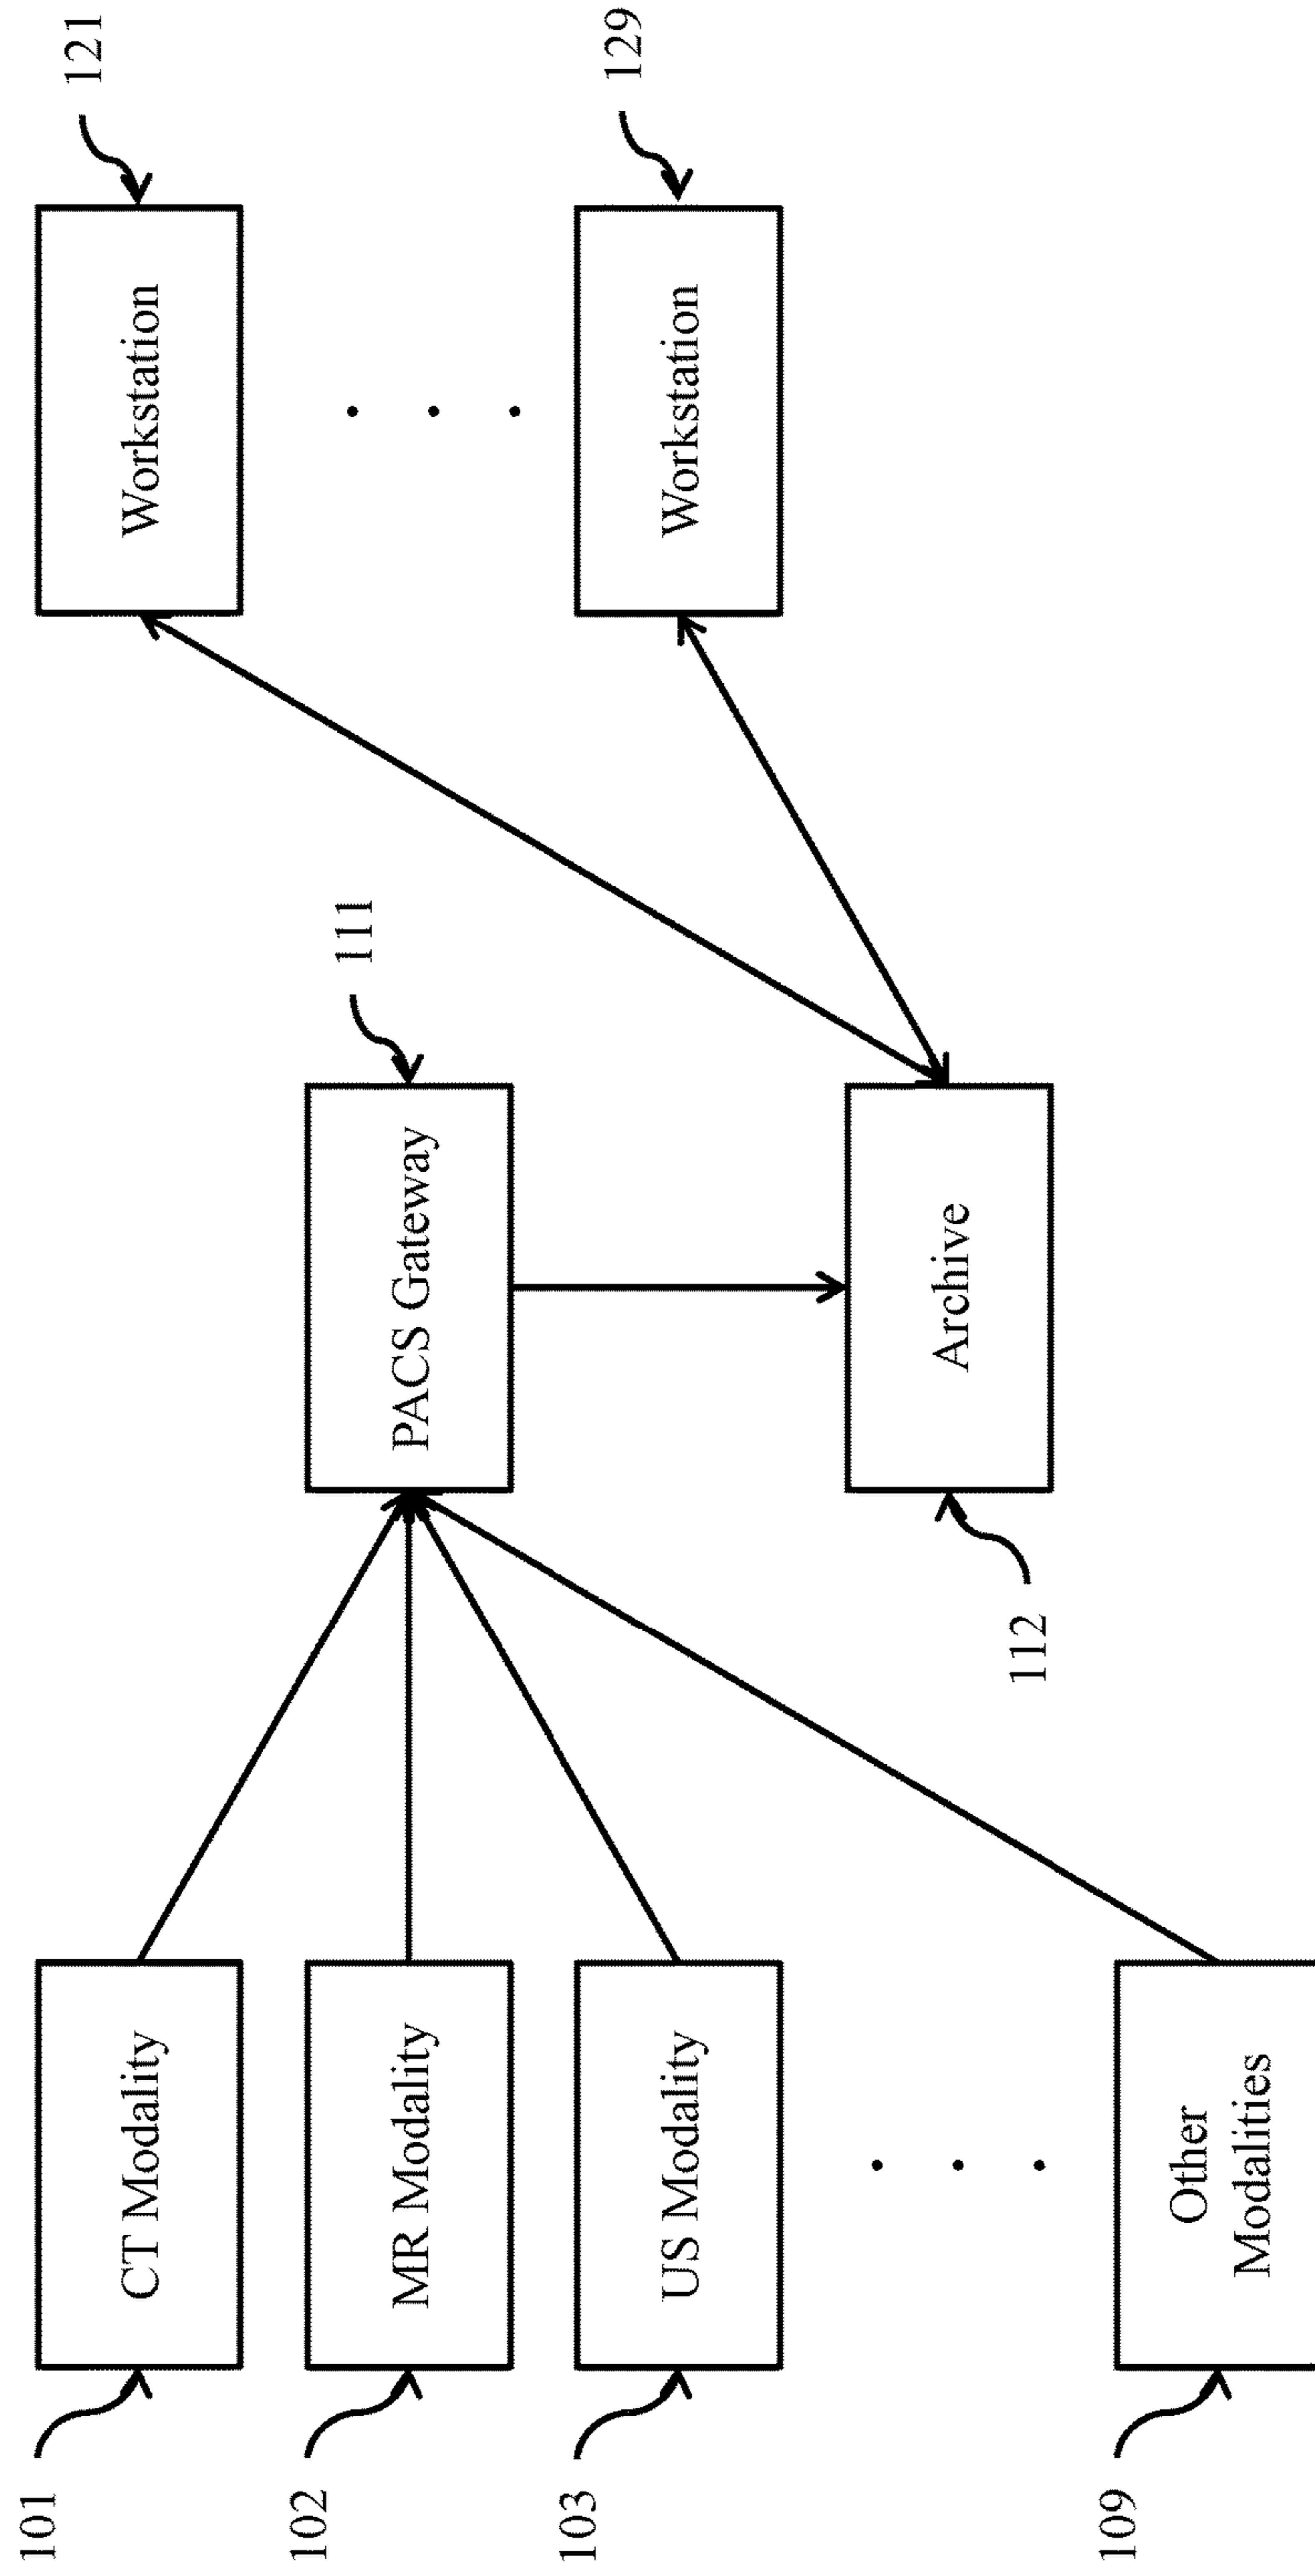 101
CT Modality
102
MR Modality
103
US Modality
109
Other
Modalities
PACS Gateway
111
Archive
112
Workstation
121
Workstation
129